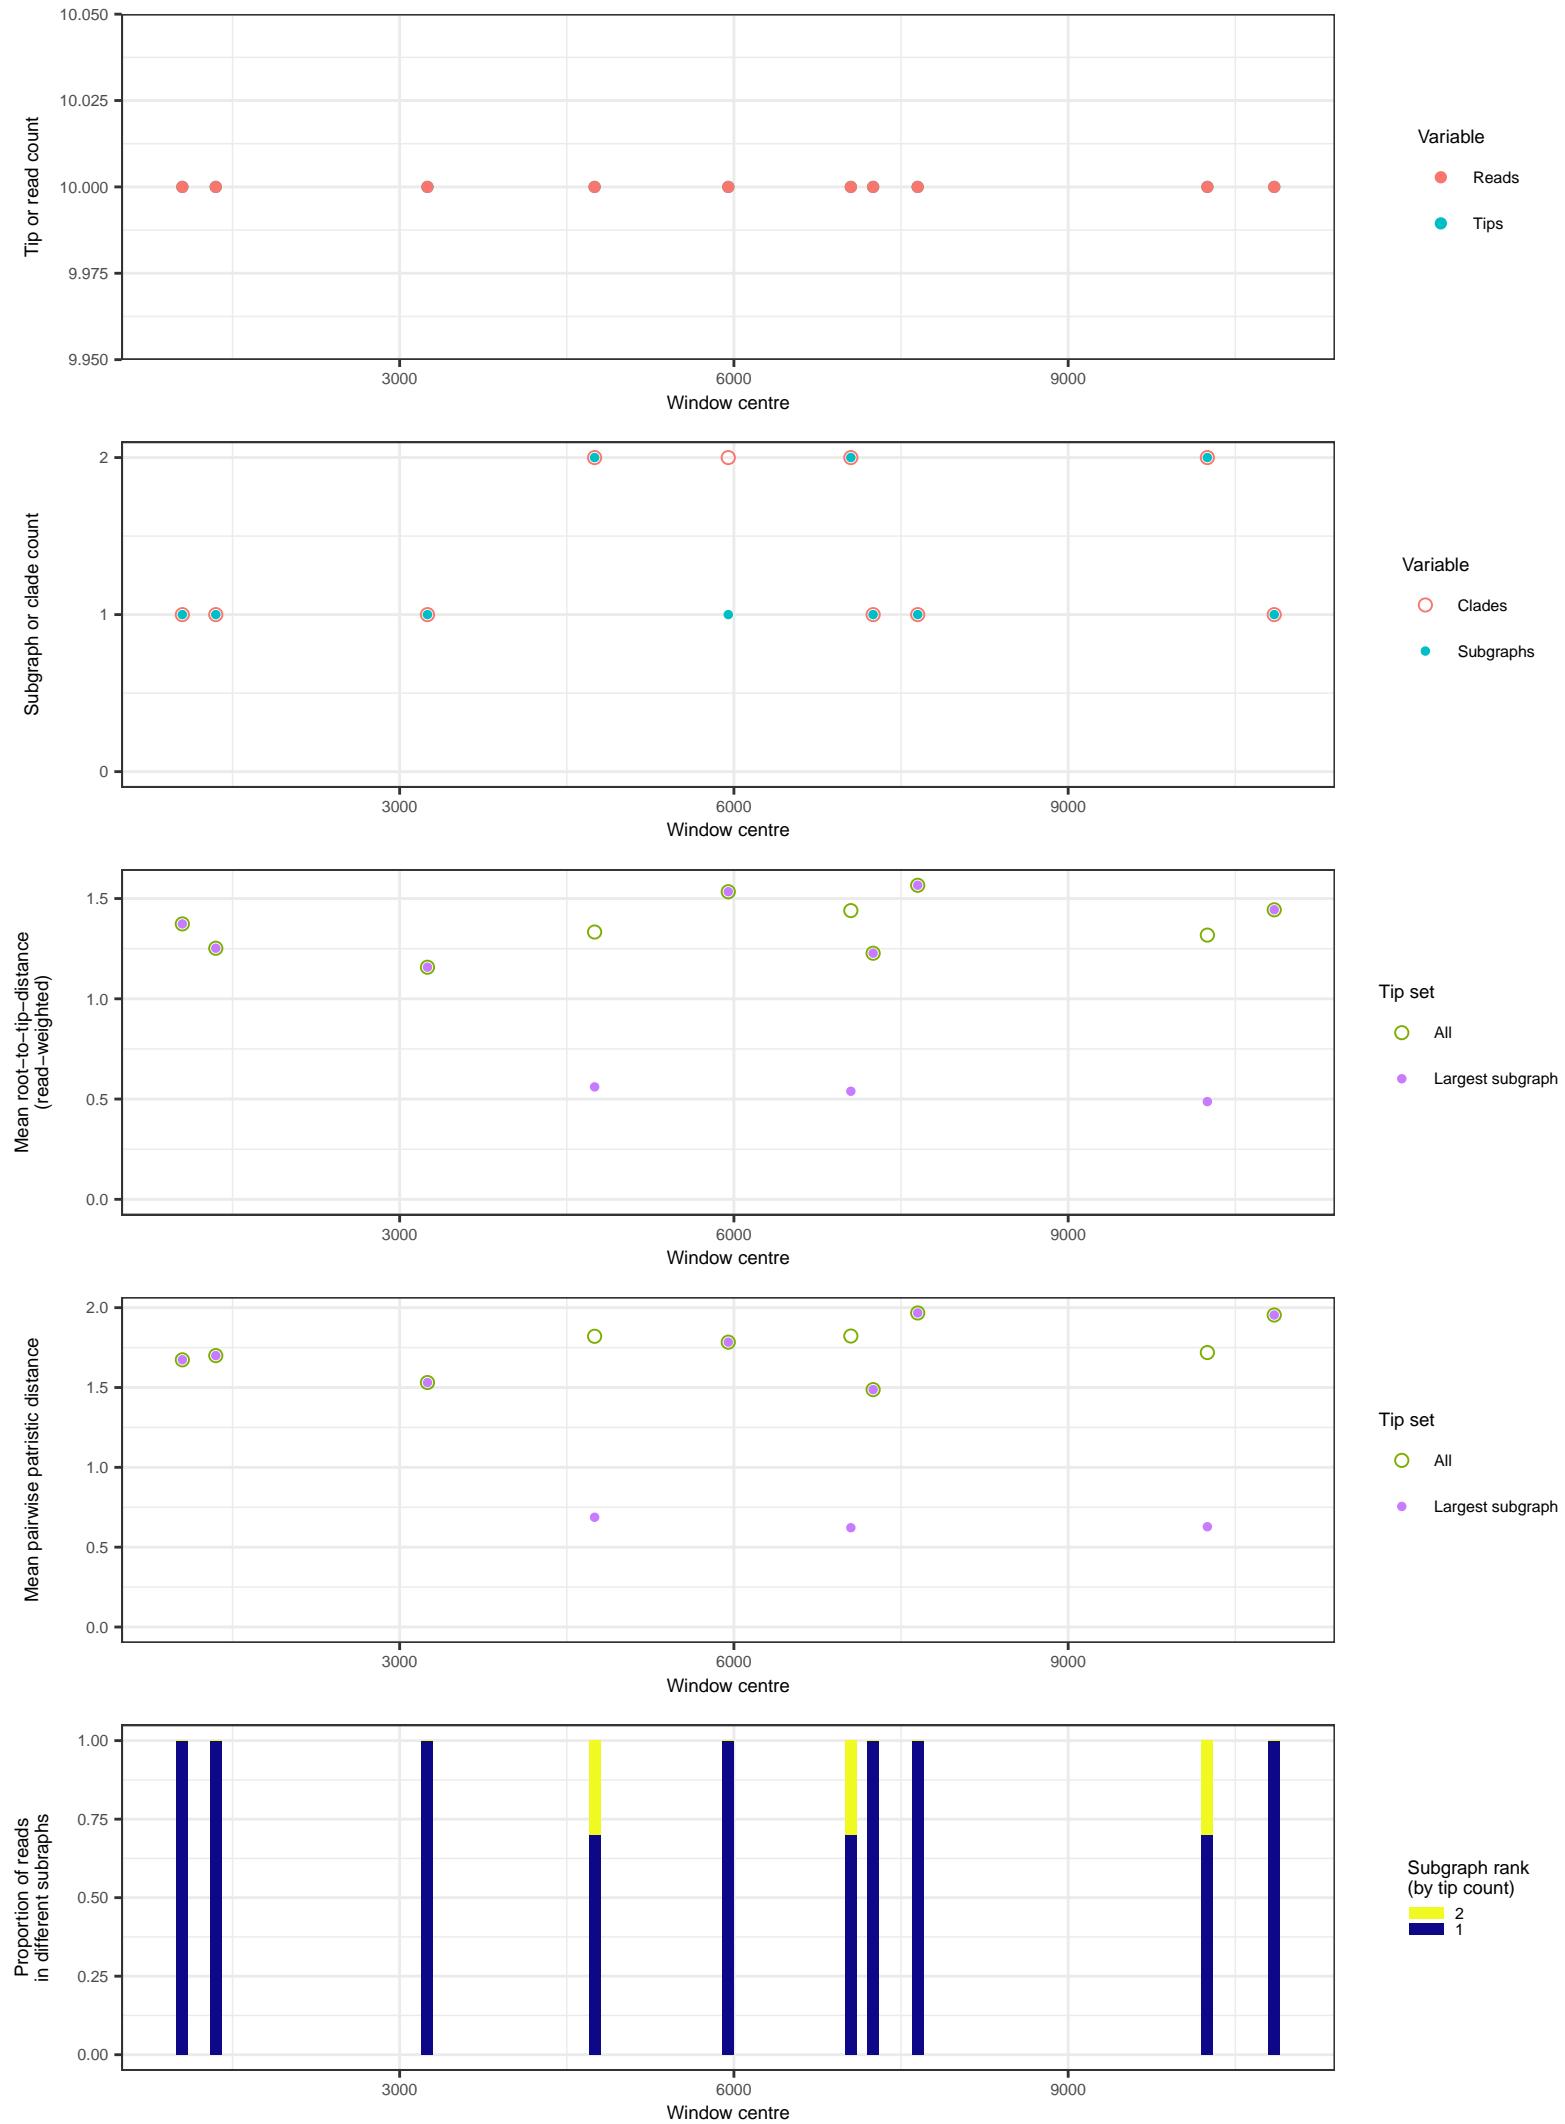 10.050
10.025
10.000
9.975
9.950
Tip or read count
3000
6000
9000
Window centre
Variable
Reads
Tips
2
1
0
Subgraph or clade count
3000
6000
9000
Window centre
Variable
Clades
Subgraphs
1.5
1.0
0.5
0.0
Mean root−to−tip−distance
(read−weighted)
3000
6000
9000
Window centre
Tip set
All
Largest subgraph
2.0
1.5
1.0
0.5
0.0
Mean pairwise patristic distance
3000
6000
9000
Window centre
Tip set
All
Largest subgraph
1.00
0.75
0.50
0.25
0.00
Proportion of reads
in different subraphs
3000
6000
9000
Window centre
Subgraph rank
(by tip count)
2
1